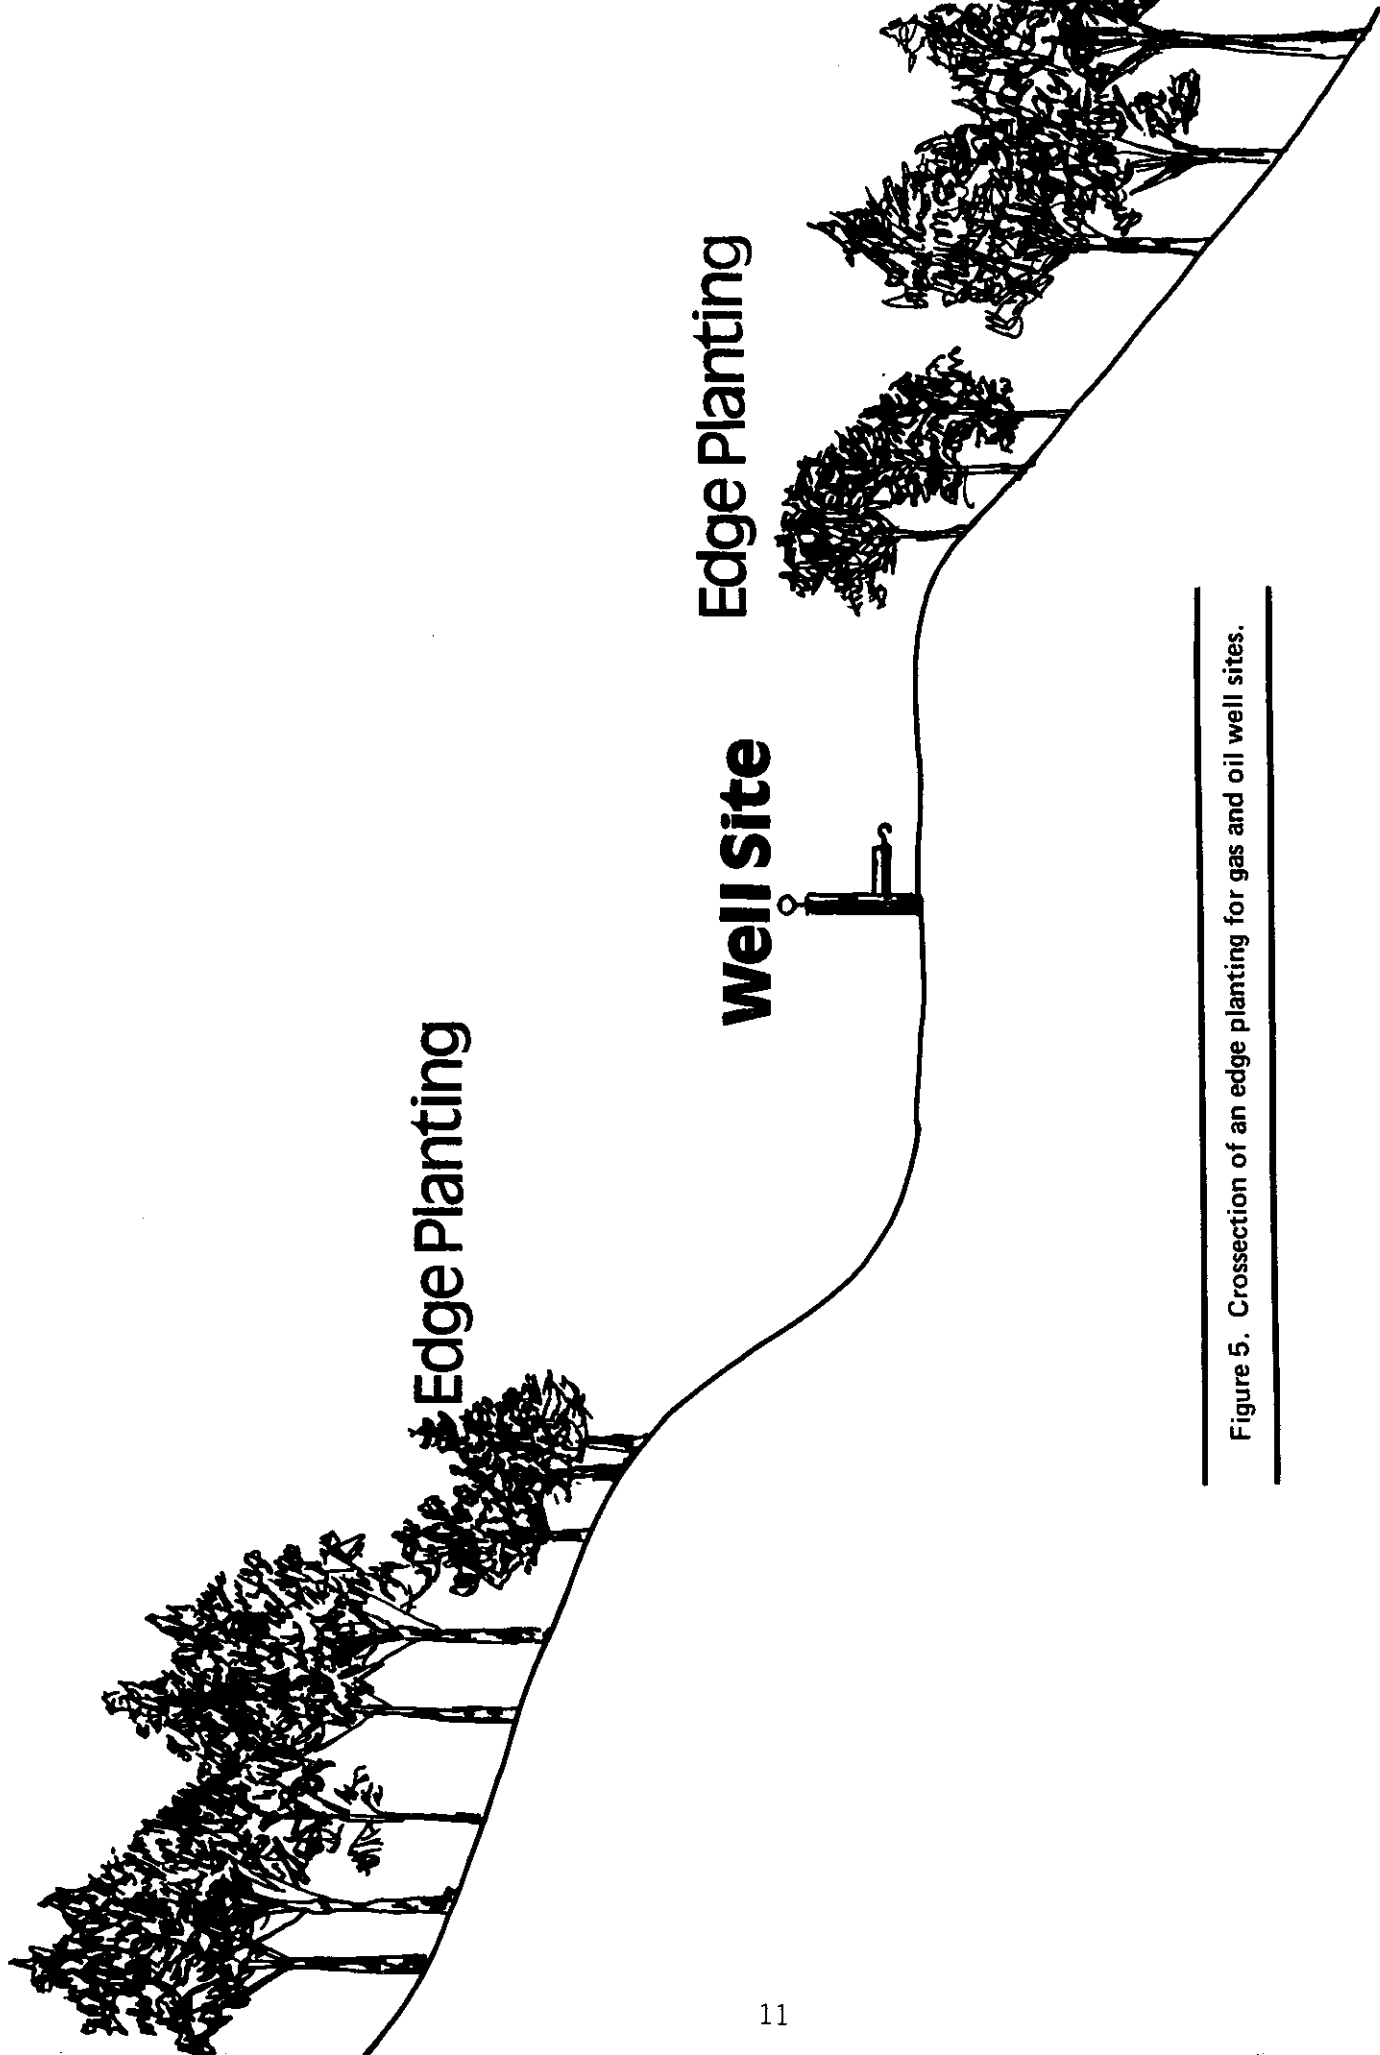 Edge Planting
Well Site
Edge Planting
Figure 5. Crossection of an edge planting for gas and oil well sites.
11